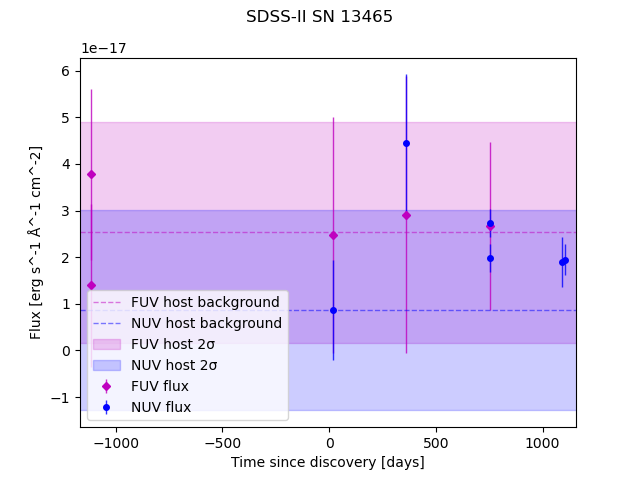 SDSS-II SN 13465
1e−17
6
5
4
3
2
1
0
−1
Flux [erg s^-1 Å^-1 cm^-2]
FUV host background
NUV host background
FUV host 2σ
NUV host 2σ
FUV flux
NUV flux
−1000 −500 0 500 1000
Time since discovery [days]